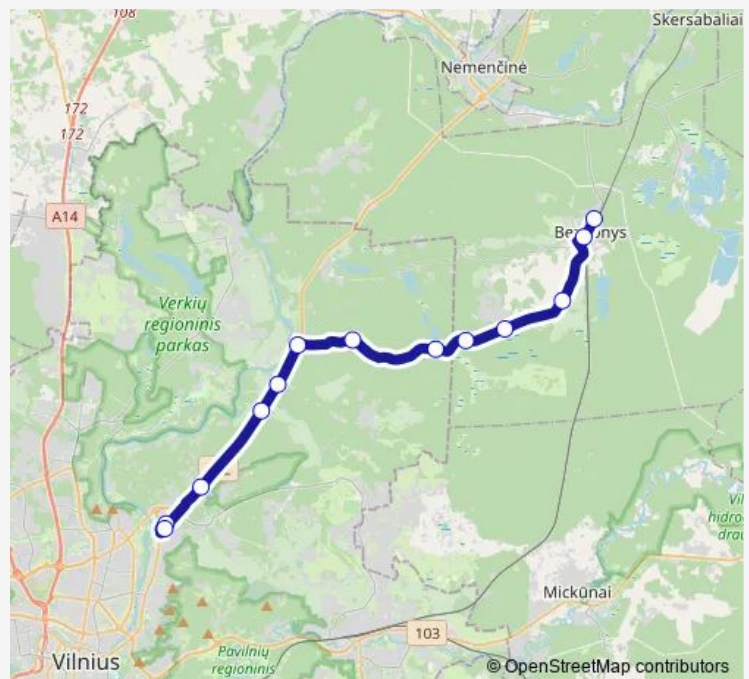 108
Skersabaliai
Nemenčinė
172
172
A14
Verkių
regioninis
parkas
Mickūnai
103
Vilnius
Pavilnių
regioninis
© OpenStreetMap contributors